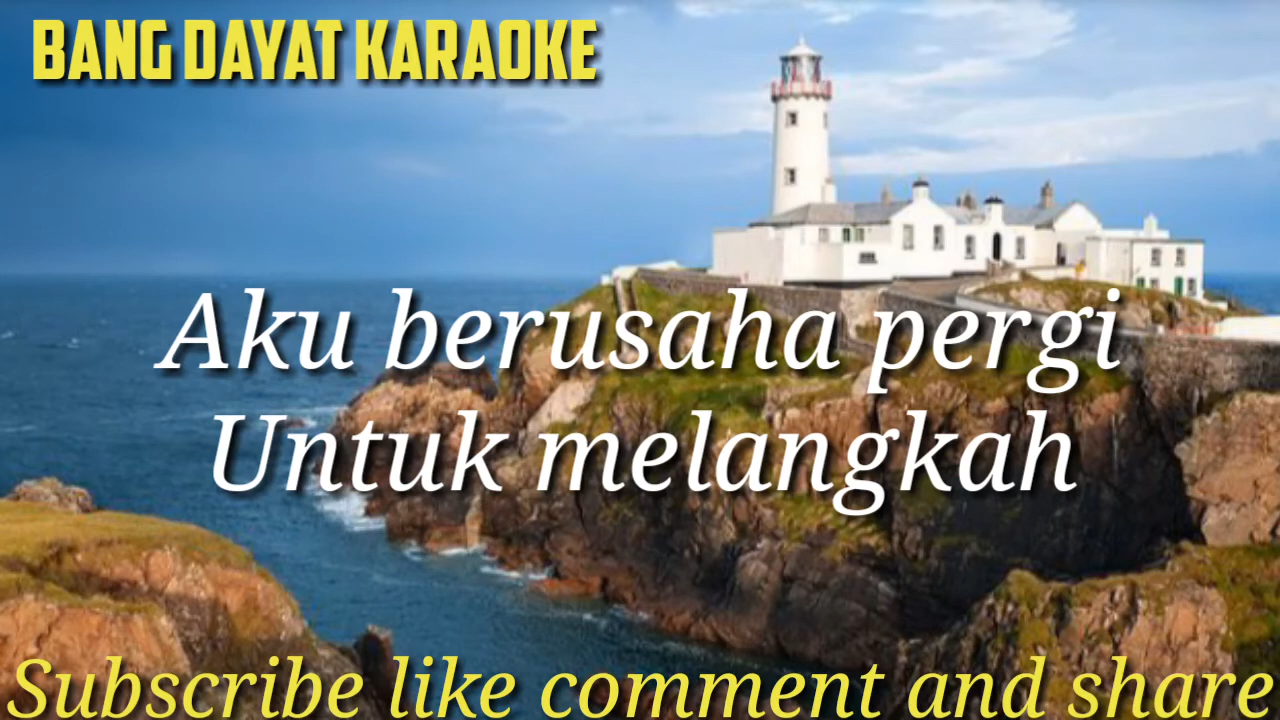 BANG DAYAT KARAOKE
Aku berusaha pergi
Untuk melangkah
Subscribe like comment and share